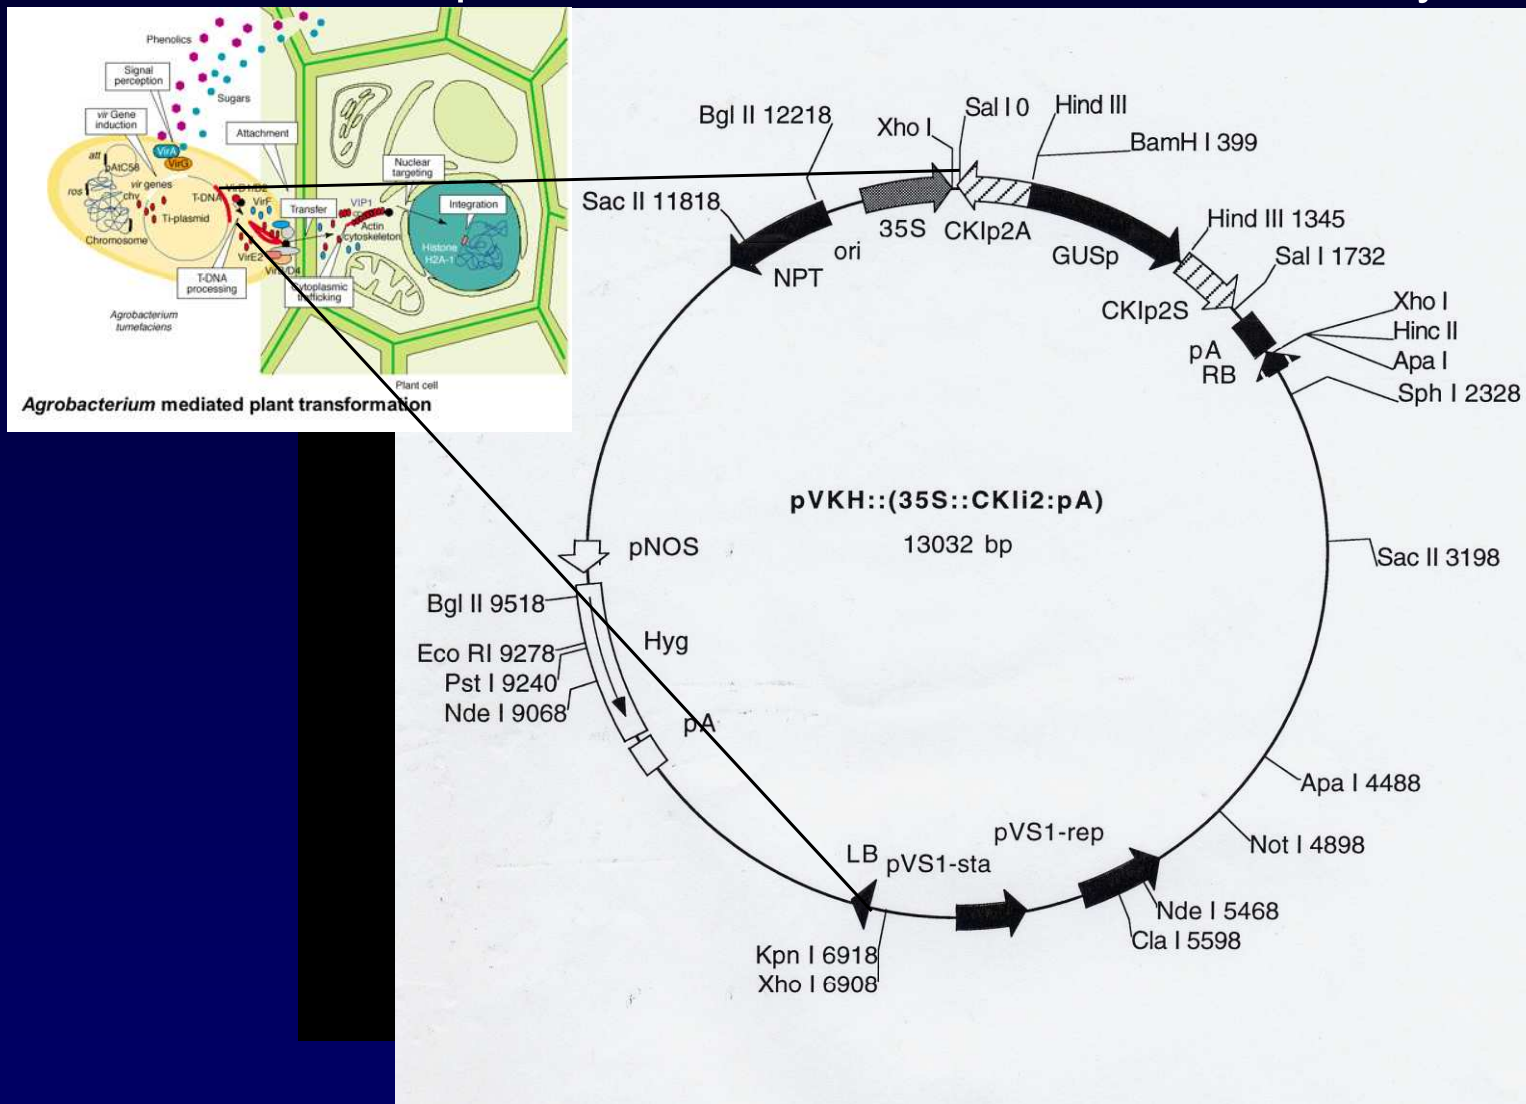 Phenolics
Signal
perception
Sugars
vir Gene
induction
Attachment
att
pAtC58
VirA
VirG
ros
chv
vir genes
T-DNA
VirF
Ti-plasmid
Chromosome
VirE2
T-DNA
processing
Agrobacterium
tumefaciens
Nuclear
targeting
Transfer
VIP1
Actin
cytoskeleton
Integration
Histone
H2A-1
Cytoplasmic
trafficking
Plant cell
Agrobacterium mediated plant transformation
Bgl II 12218
Xho I
Sal I 0
Hind III
BamH I 399
Sac II 11818
35S
CKIp2A
ori
NPT
GUSp
Hind III 1345
Sal I 1732
CKIp2S
Xho I
Hinc II
Apa I
pA
RB
Sph I 2328
pVKH::(35S::CKIi2:pA)
13032 bp
pNOS
Sac II 3198
Bgl II 9518
Hyg
Eco RI 9278
Pst I 9240
Nde I 9068
pA
Apa I 4488
pVS1-rep
Not I 4898
LB
pVS1-sta
Nde I 5468
Cla I 5598
Kpn I 6918
Xho I 6908